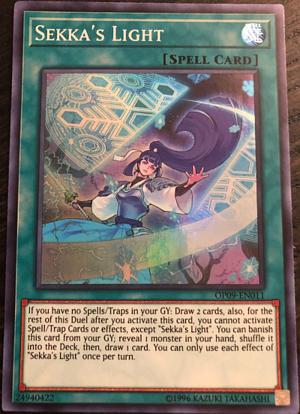 SEKKA'S LIGHT
[SPELL CARD]
OP09-EN011
If you have no Spells/Traps in your GY: Draw 2 cards, also, for the
rest of this Duel after you activate this card, you cannot activate
Spell/Trap Cards or effects, except "Sekka's Light". You can banish
this card from your GY; reveal 1 monster in your hand, shuffle it
into the Deck, then, draw 1 card. You can only use each effect of
"Sekka's Light" once per turn.
24940422
©1996 KAZUKI TAKAHASHI